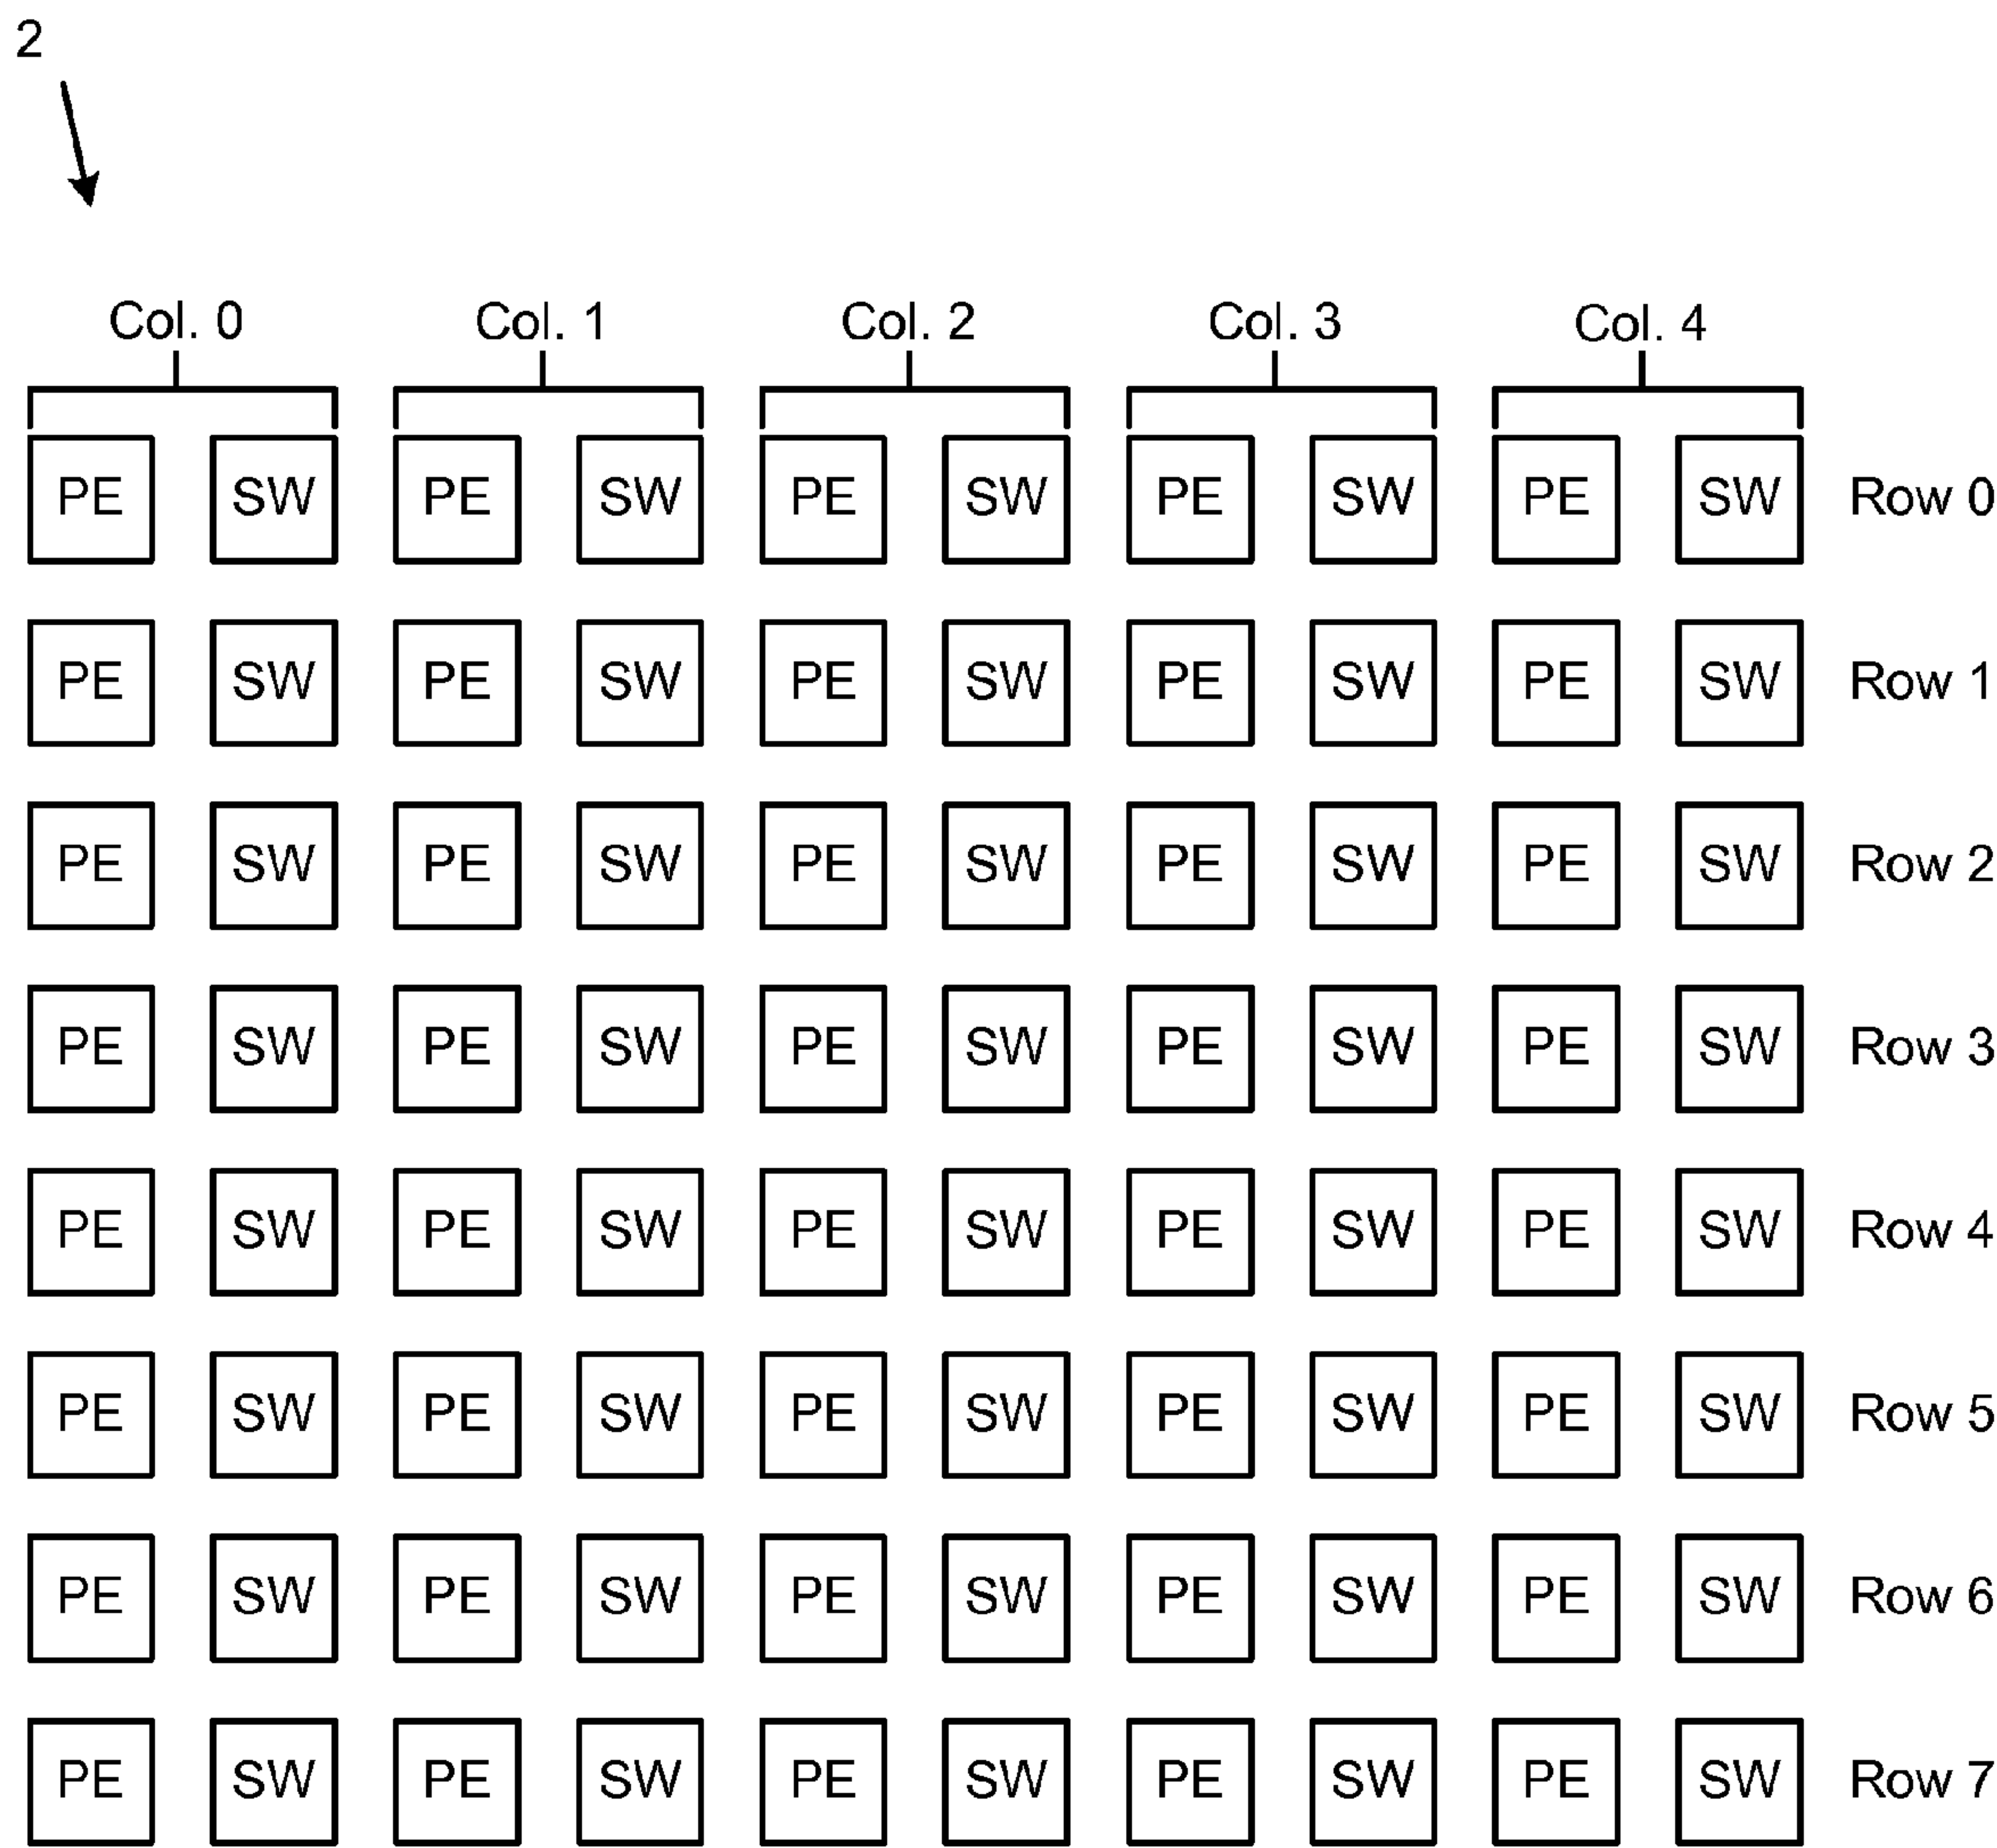 2
Col. 0 Col. 1 Col. 2 Col. 3 Col. 4
PE SW PE SW PE SW PE SW PE SW Row 0
PE SW PE SW PE SW PE SW PE SW Row 1
PE SW PE SW PE SW PE SW PE SW Row 2
PE SW PE SW PE SW PE SW PE SW Row 3
PE SW PE SW PE SW PE SW PE SW Row 4
PE SW PE SW PE SW PE SW PE SW Row 5
PE SW PE SW PE SW PE SW PE SW Row 6
PE SW PE SW PE SW PE SW PE SW Row 7